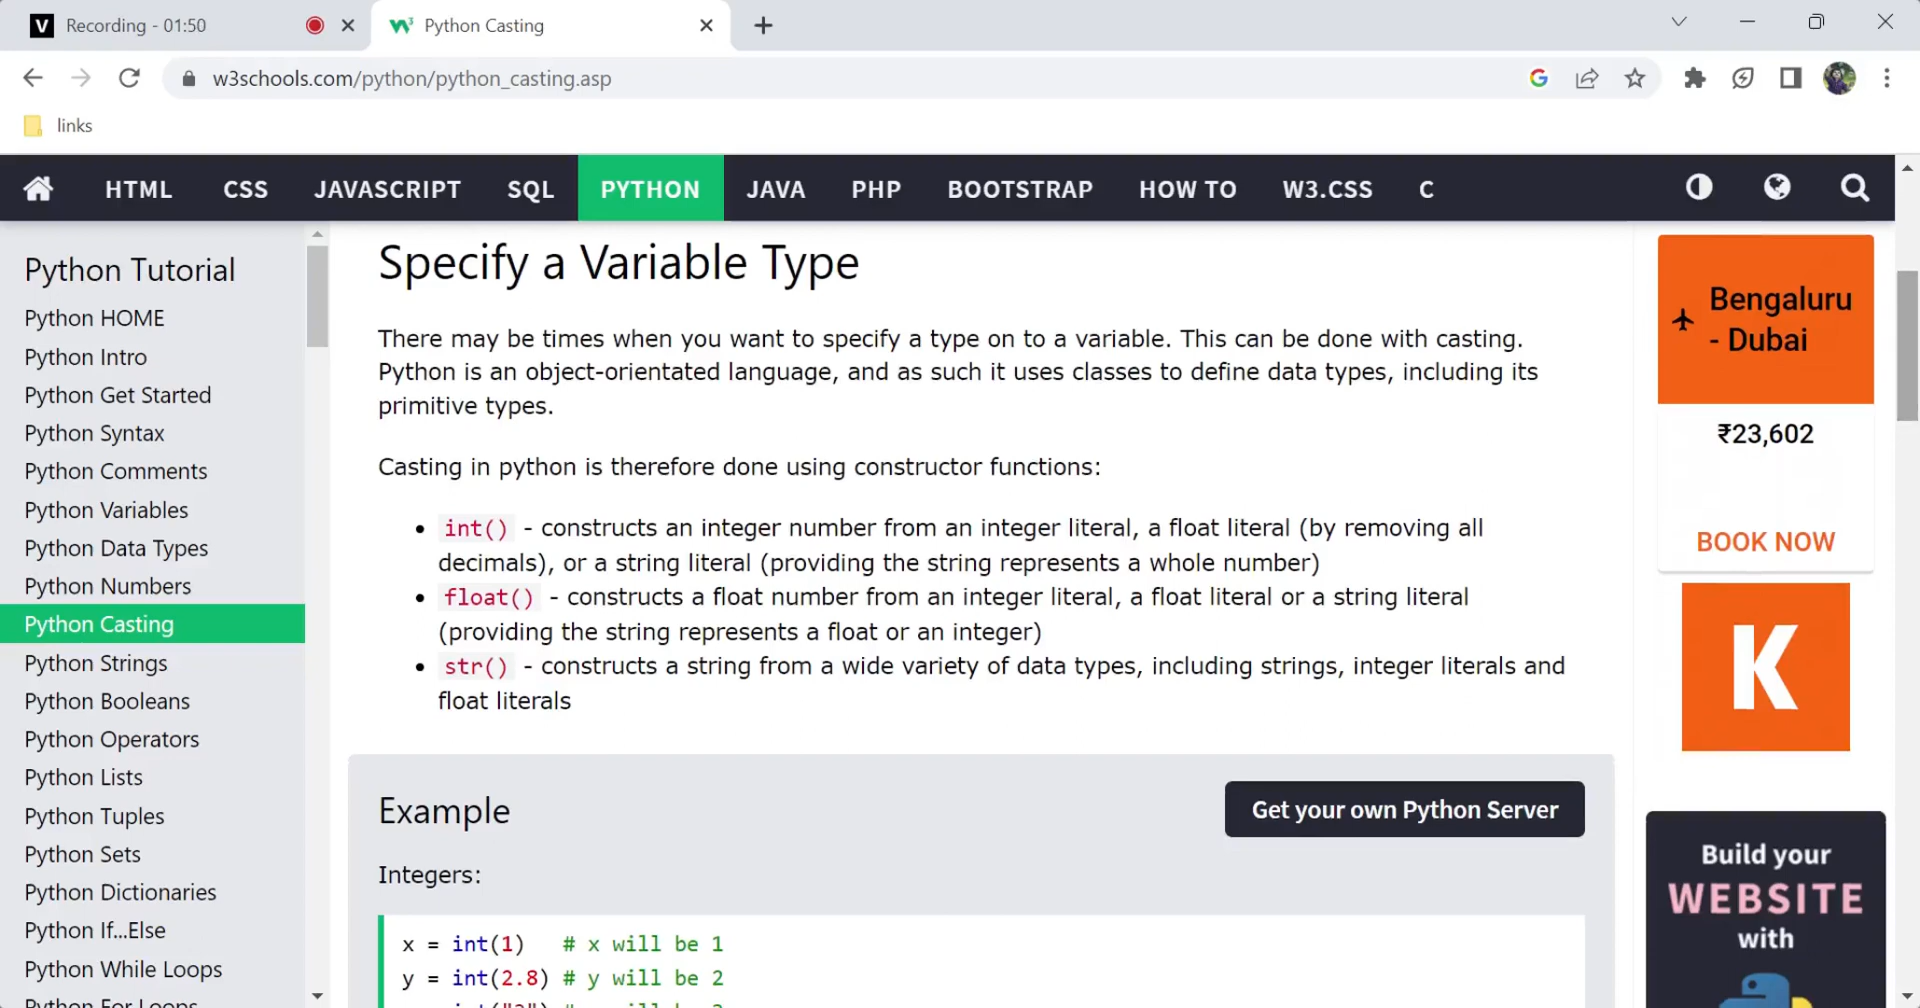 Recording - 01:50
Python Casting
w3schools.com/python/python_casting.asp
links
HTML CSS JAVASCRIPT SQL PYTHON JAVA PHP BOOTSTRAP HOW TO W3.CSS C
Python Tutorial
Python HOME
Python Intro
Python Get Started
Python Syntax
Python Comments
Python Variables
Python Data Types
Python Numbers
Python Casting
Python Strings
Python Booleans
Python Operators
Python Lists
Python Tuples
Python Sets
Python Dictionaries
Python If...Else
Python While Loops
Python For Loops
Specify a Variable Type
There may be times when you want to specify a type on to a variable. This can be done with casting.
Python is an object-orientated language, and as such it uses classes to define data types, including its
primitive types.
Casting in python is therefore done using constructor functions:
• int() - constructs an integer number from an integer literal, a float literal (by removing all
decimals), or a string literal (providing the string represents a whole number)
• float() - constructs a float number from an integer literal, a float literal or a string literal
(providing the string represents a float or an integer)
• str() - constructs a string from a wide variety of data types, including strings, integer literals and
float literals
Example
Get your own Python Server
Integers:
x = int(1)   # x will be 1
y = int(2.8) # y will be 2
Bengaluru
- Dubai
₹23,602
BOOK NOW
K
Build your
WEBSITE
with